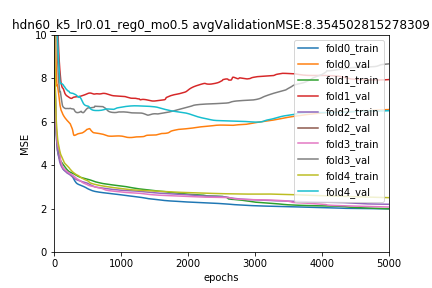 hdn60_k5_lr0.01_reg0_mo0.5 avgValidationMSE:8.354502815278309
10
8
6
4
2
0
MSE
0
1000
2000
3000
4000
5000
epochs
fold0_train
fold0_val
fold1_train
fold1_val
fold2_train
fold2_val
fold3_train
fold3_val
fold4_train
fold4_val